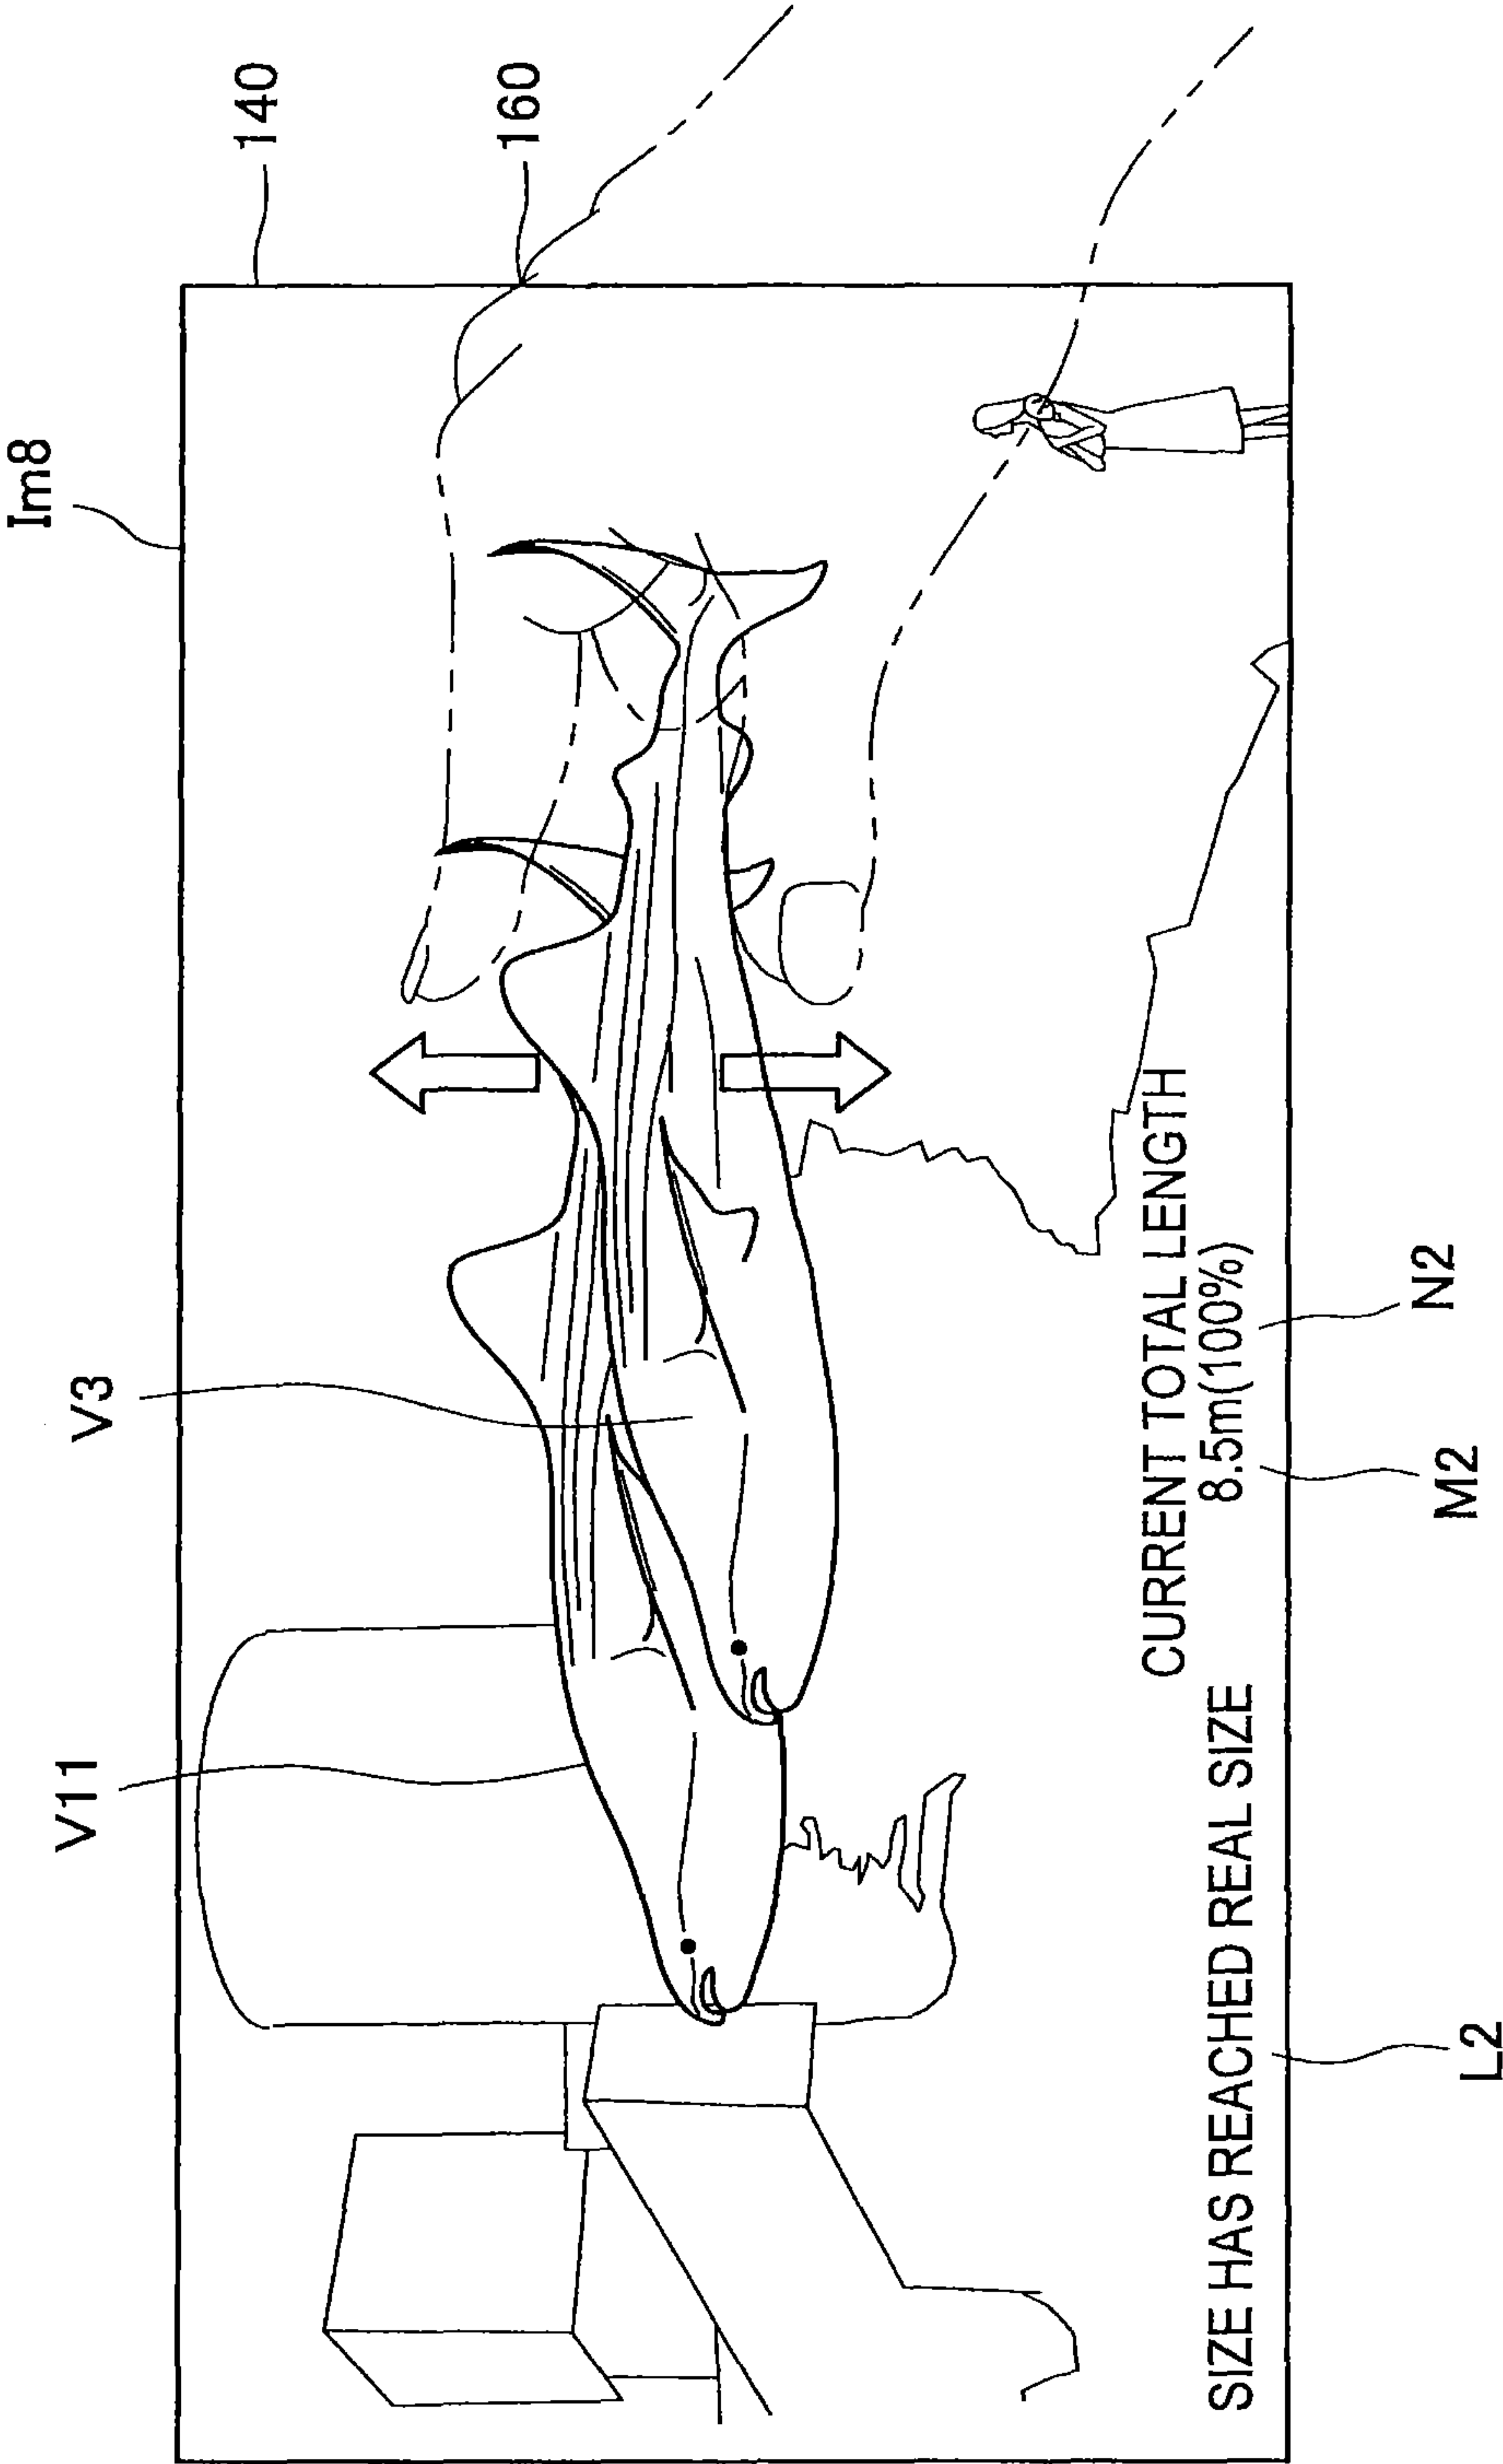 Im8
140
160
V11
V3
CURRENT TOTAL LENGTH
8.5m(100%)
SIZE HAS REACHED REAL SIZE
L2
M2
N2